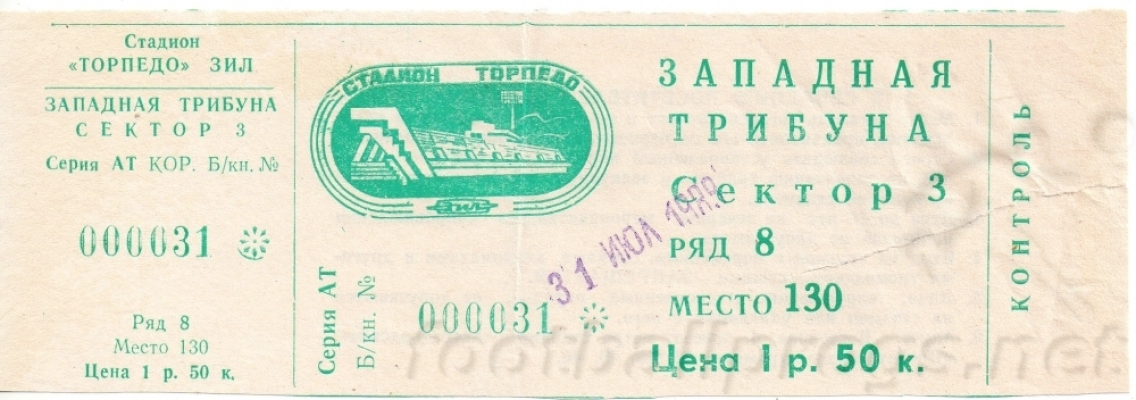 Стадион
«ТОРПЕДО» ЗИЛ
ЗАПАДНАЯ ТРИБУНА
СЕКТОР 3
Серия АТ КОР. Б/кн. №
000031
Ряд 8
Место 130
Цена 1 р. 50 к.
Серия АТ
Б/кн. №
СТАДИОН ТОРПЕДО
ЗИЛ
000031
31 ИЮЛ 1989
ЗАПАДНАЯ
ТРИБУНА
Сектор 3
РЯД 8
МЕСТО 130
Цена 1 р. 50 к.
КОНТРОЛЬ